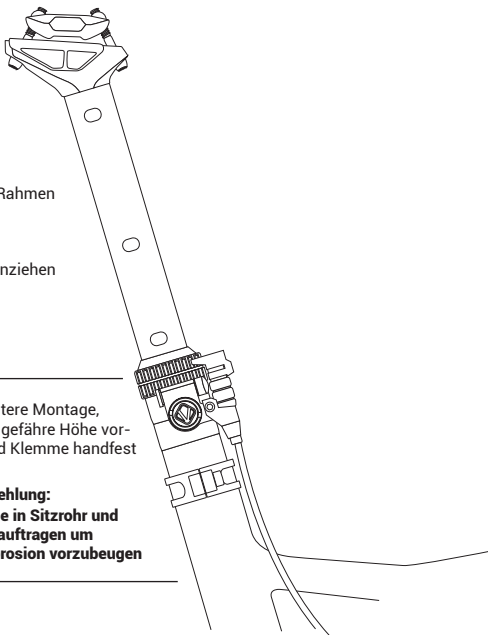 Rahmen
nziehen
tere Montage,
gefähre Höhe vor-
d Klemme handfest
ehlung:
e in Sitzrohr und
auftragen um
rosion vorzubeugen